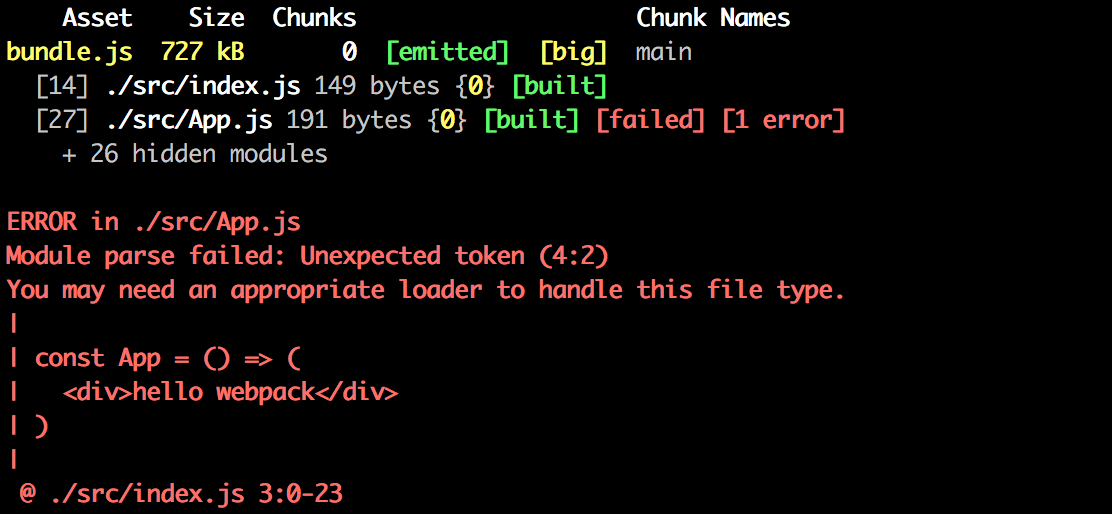 Asset Size Chunks Chunk Names
bundle.js 727 kB 0 [emitted] [big] main
[14] ./src/index.js 149 bytes {0} [built]
[27] ./src/App.js 191 bytes {0} [built] [failed] [1 error]
+ 26 hidden modules
ERROR in ./src/App.js
Module parse failed: Unexpected token (4:2)
You may need an appropriate loader to handle this file type.
|
| const App = () => (
|   <div>hello webpack</div>
| )
|
@ ./src/index.js 3:0-23